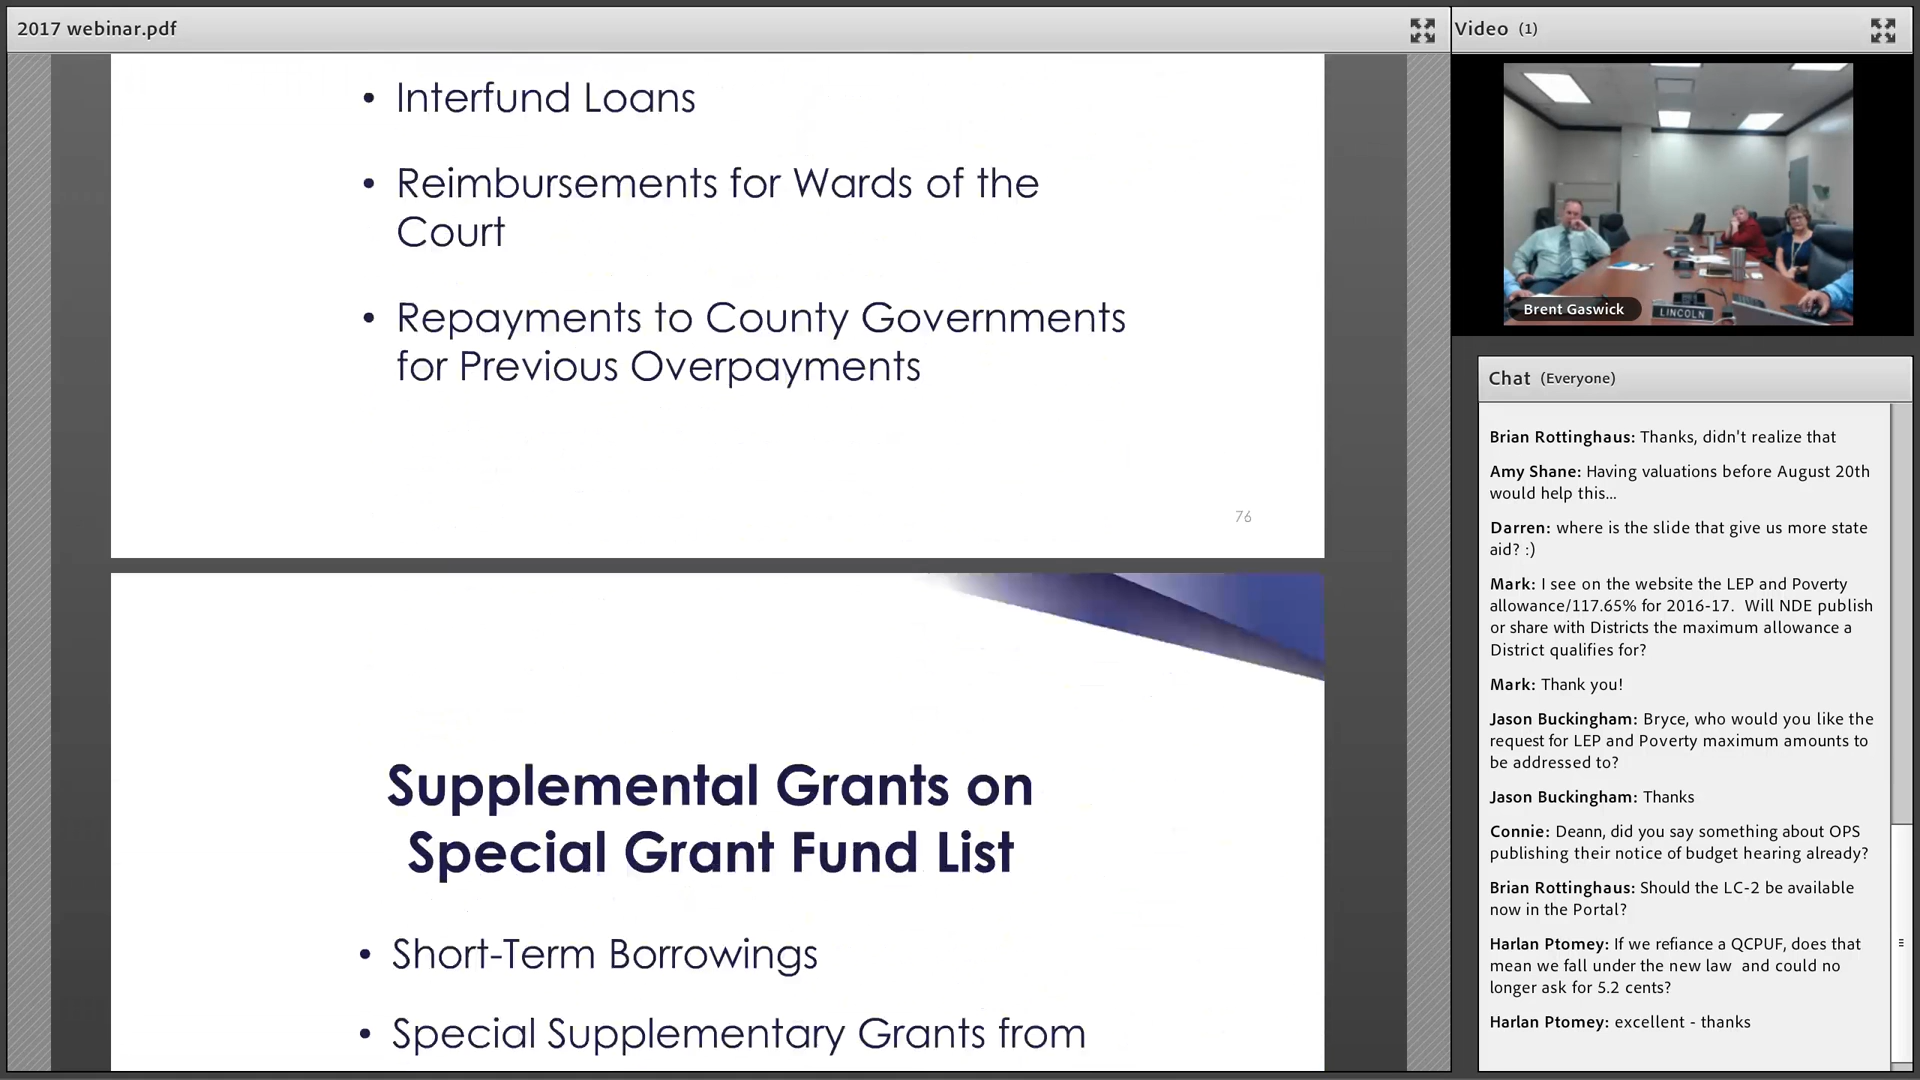 2017 webinar.pdf
• Interfund Loans
• Reimbursements for Wards of the
Court
• Repayments to County Governments
for Previous Overpayments
76
Supplemental Grants on
Special Grant Fund List
• Short-Term Borrowings
• Special Supplementary Grants from
Video (1)
Brent Gaswick
LINCOLN
Chat (Everyone)
Brian Rottinghaus: Thanks, didn't realize that
Amy Shane: Having valuations before August 20th
would help this...
Darren: where is the slide that give us more state
aid? :)
Mark: I see on the website the LEP and Poverty
allowance/117.65% for 2016-17. Will NDE publish
or share with Districts the maximum allowance a
District qualifies for?
Mark: Thank you!
Jason Buckingham: Bryce, who would you like the
request for LEP and Poverty maximum amounts to
be addressed to?
Jason Buckingham: Thanks
Connie: Deann, did you say something about OPS
publishing their notice of budget hearing already?
Brian Rottinghaus: Should the LC-2 be available
now in the Portal?
Harlan Ptomey: If we refiance a QCPUF, does that
mean we fall under the new law and could no
longer ask for 5.2 cents?
Harlan Ptomey: excellent - thanks